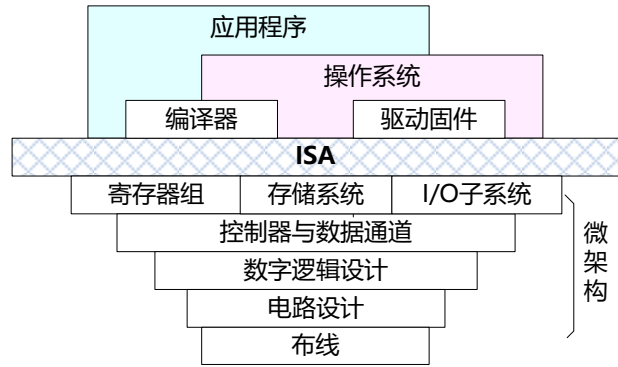 应用程序
操作系统
编译器
驱动固件
ISA
寄存器组
存储系统
I/O子系统
控制器与数据通道
数字逻辑设计
电路设计
布线
微架构